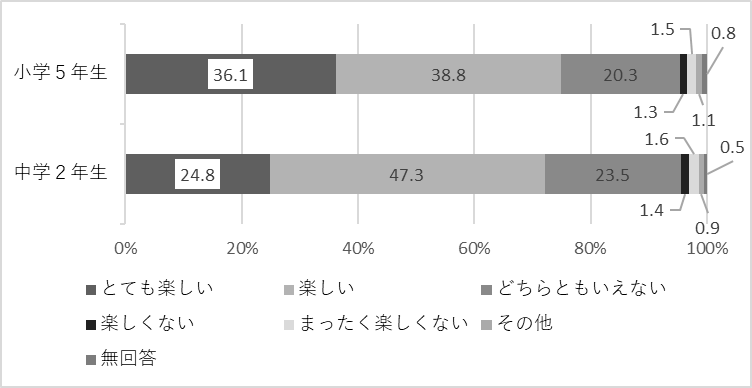 1.5
0.8
小学５年生
36.1
38.8
20.3
1.3
1.1
1.6
0.5
中学２年生
24.8
47.3
23.5
1.4
0.9
0%
20%
40%
60%
80%
100%
とても楽しい
楽しい
どちらともいえない
楽しくない
まったく楽しくない
その他
無回答